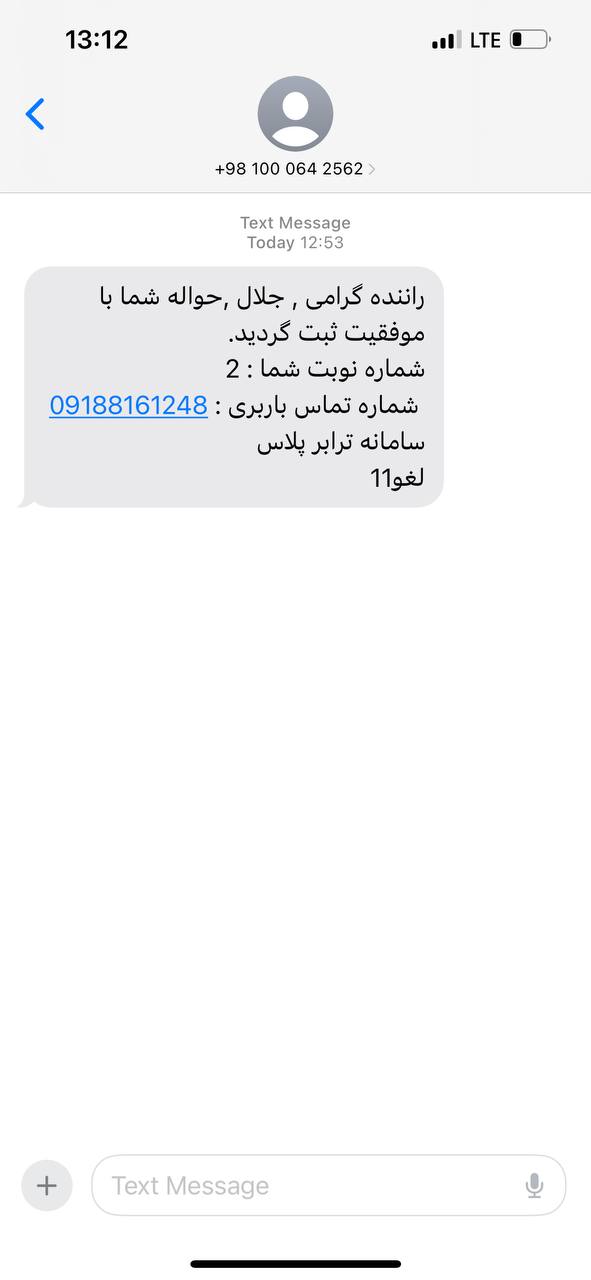 13:12
LTE
+98 100 064 2562
Text Message
Today 12:53
راننده گرامی , جلال ,حواله شما با
موفقیت ثبت گردید.
شماره نوبت شما : 2
شماره تماس باربری : 09188161248
سامانه ترابر پلاس
لغو11
Text Message